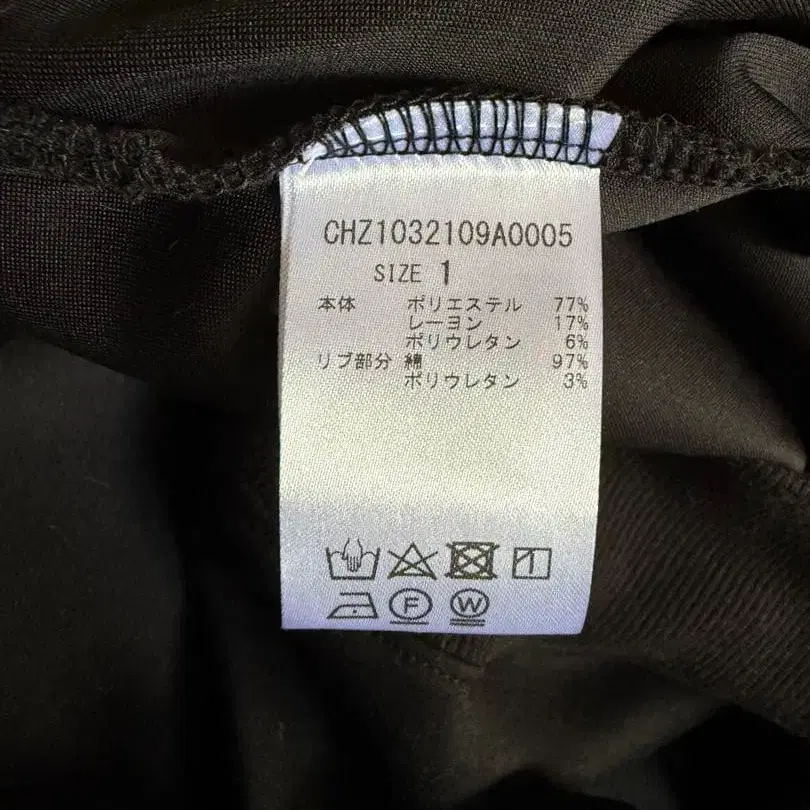 CHZ1032109A0005
SIZE 1
本体 ポリエステル 77%
レーヨン 17%
ポリウレタン 6%
リブ部分 綿 97%
ポリウレタン 3%
F W